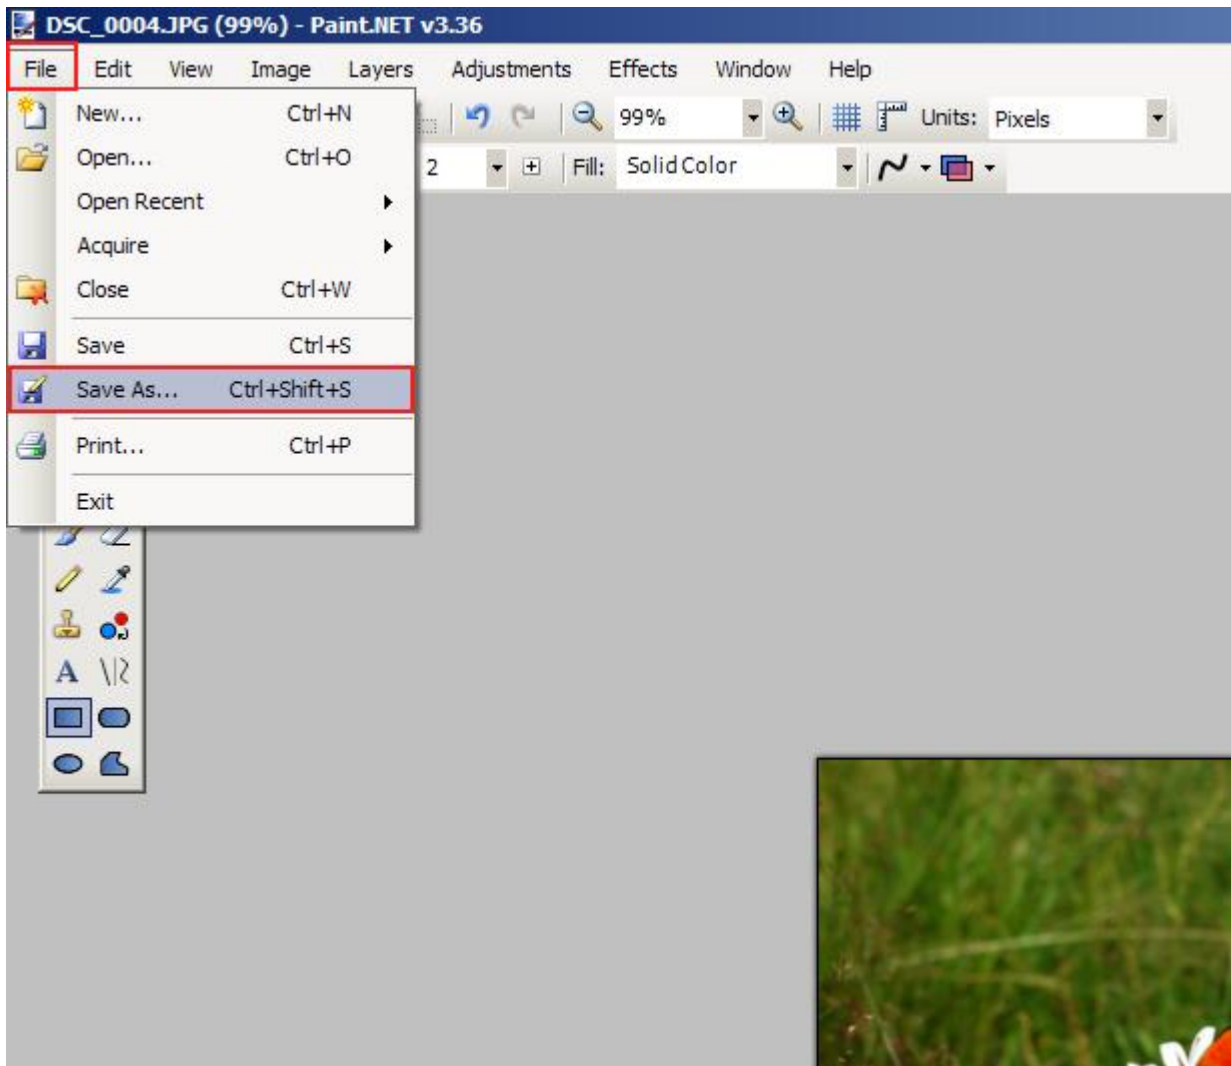 DSC_0004.JPG (99%) - Paint.NET v3.36
File Edit View Image Layers Adjustments Effects Window Help
99% Units: Pixels
2 Fill: Solid Color
New... Ctrl+N
Open... Ctrl+O
Open Recent
Acquire
Close Ctrl+W
Save Ctrl+S
Save As... Ctrl+Shift+S
Print... Ctrl+P
Exit
A